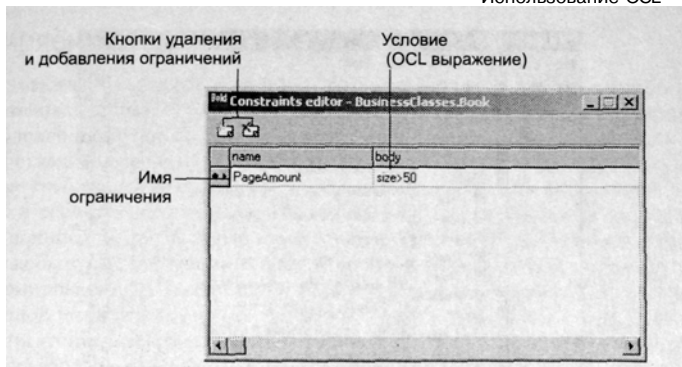 Использование OCL
Кнопки удаления
и добавления ограничений
Условие
(OCL выражение)
Constraints editor - BusinessClasses.Book
name body
Имя
ограничения
PageAmount size>50